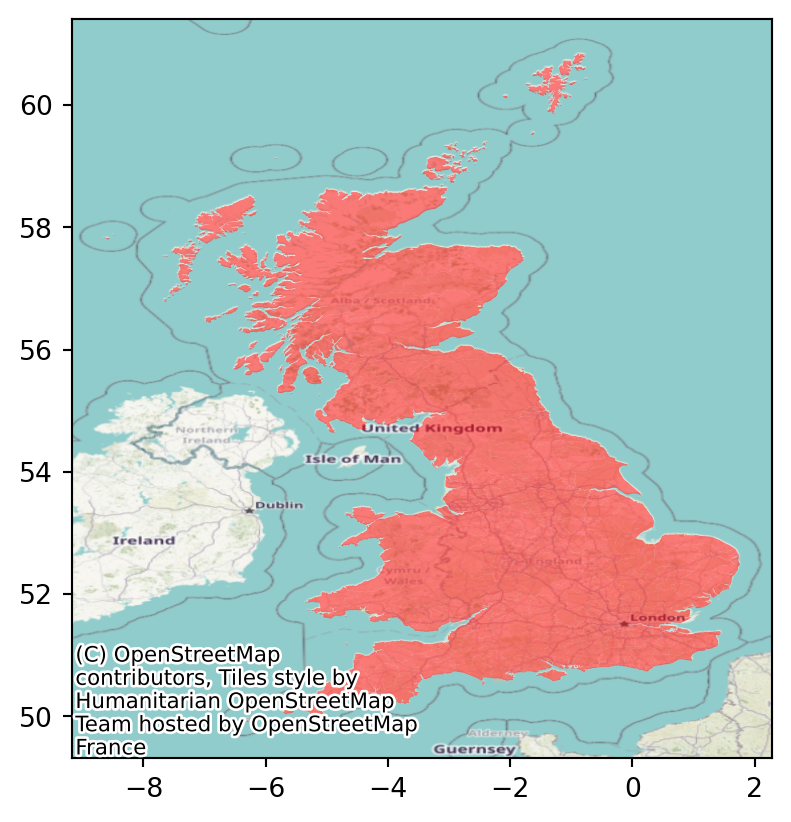 60
58
Alba / Scotland
56
Northern
Ireland
United Kingdom
Isle of Man
54
Dublin
Ireland
England
Cymru /
Wales
52
London
(C) OpenStreetMap
contributors, Tiles style by
Humanitarian OpenStreetMap
Team hosted by OpenStreetMap
France
50
Alderney
Guernsey
−8
−6
−4
−2
0
2